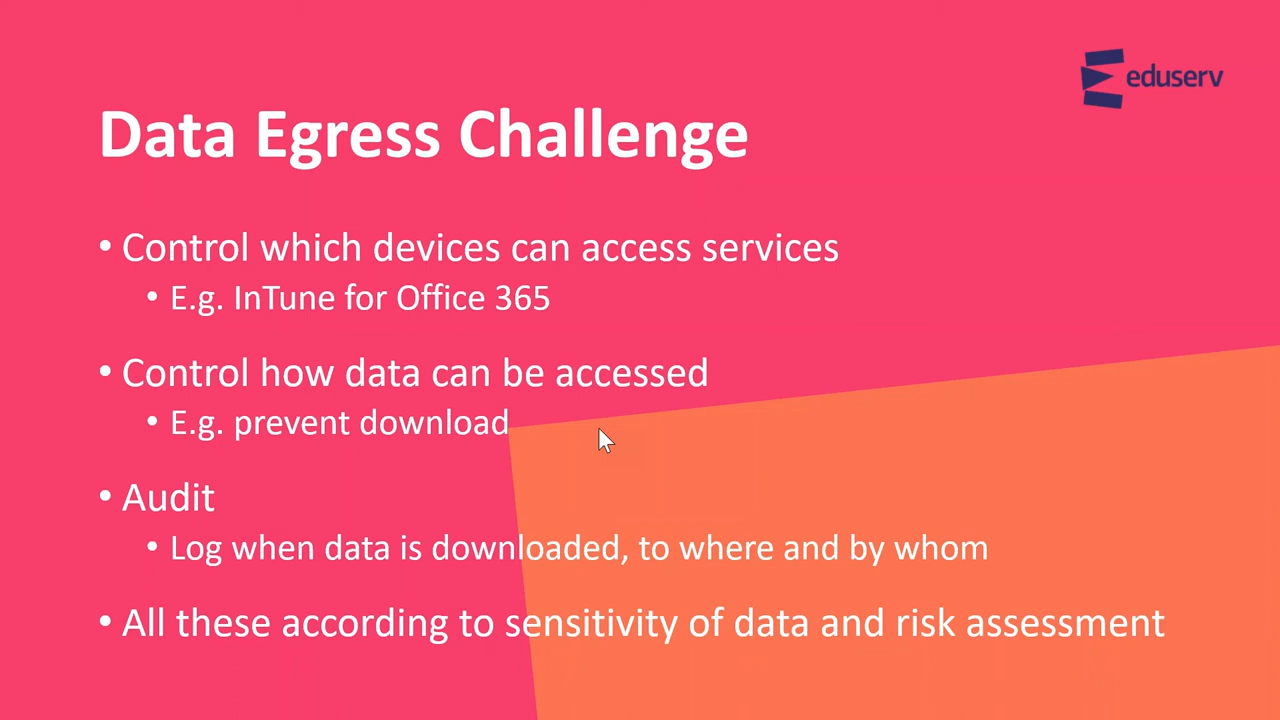 eduserv
Data Egress Challenge
• Control which devices can access services
• E.g. InTune for Office 365
• Control how data can be accessed
• E.g. prevent download
• Audit
• Log when data is downloaded, to where and by whom
• All these according to sensitivity of data and risk assessment